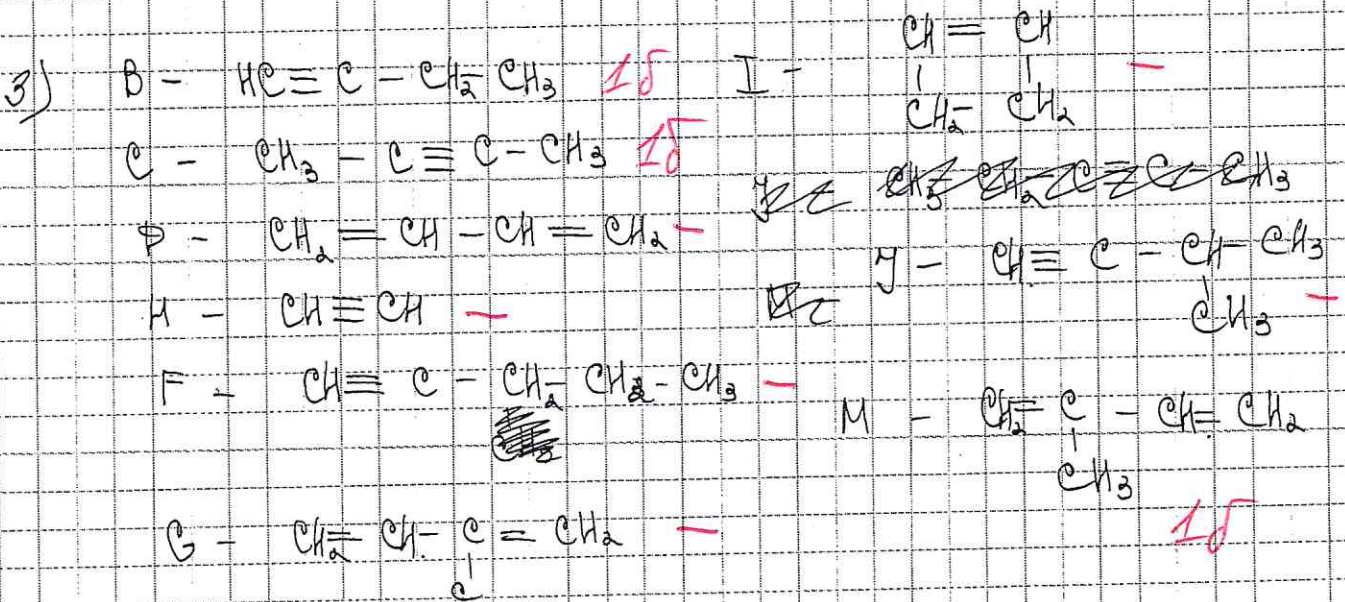 3) B - HC≡C - CH2 - CH3 1б
C - CH3 - C≡C - CH3 1б
D - CH2 = CH - CH = CH2 -
H - CH≡CH -
F - CH≡C - CH2 - CH2 - CH3 -
G - CH2 = CH - C = CH2 -
C
CH = CH
I - -
CH2 - CH2
J - CH≡C - CH - CH3
CH3 -
M - CH2 = C - CH = CH2
CH3
1б